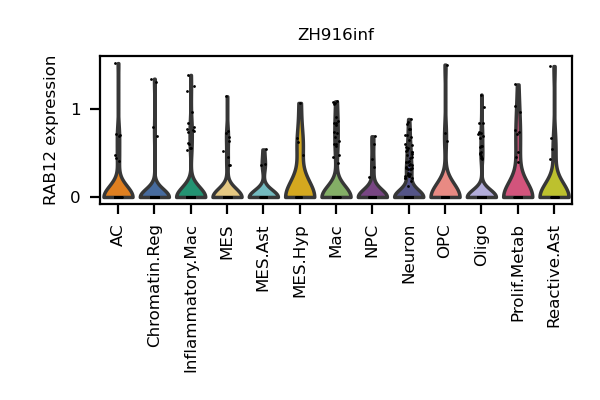 ZH916inf
RAB12 expression
1
0
AC
Chromatin.Reg
Inflammatory.Mac
MES
MES.Ast
MES.Hyp
Mac
NPC
Neuron
OPC
Oligo
Prolif.Metab
Reactive.Ast